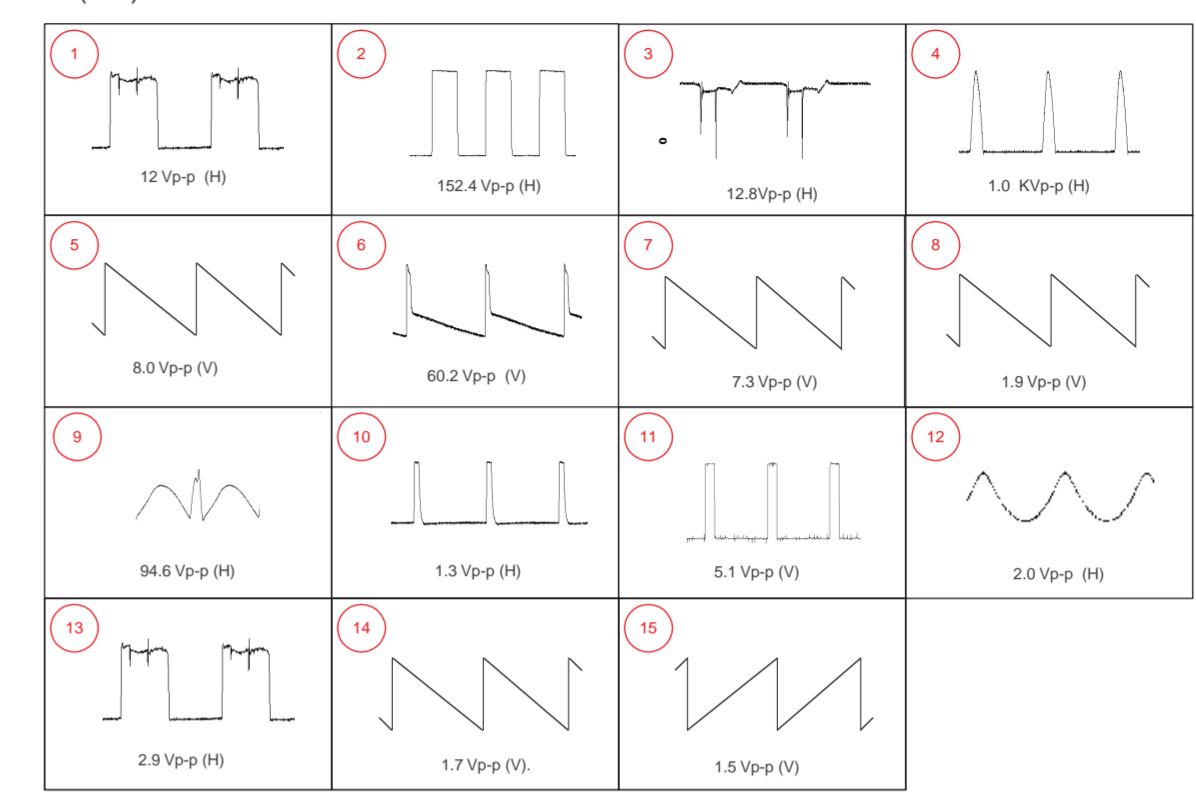 1
12 Vp-p (H)
2
152.4 Vp-p (H)
3
0
12.8Vp-p (H)
4
1.0 KVp-p (H)
5
8.0 Vp-p (V)
6
60.2 Vp-p (V)
7
7.3 Vp-p (V)
8
1.9 Vp-p (V)
9
94.6 Vp-p (H)
10
1.3 Vp-p (H)
11
5.1 Vp-p (V)
12
2.0 Vp-p (H)
13
2.9 Vp-p (H)
14
1.7 Vp-p (V).
15
1.5 Vp-p (V)